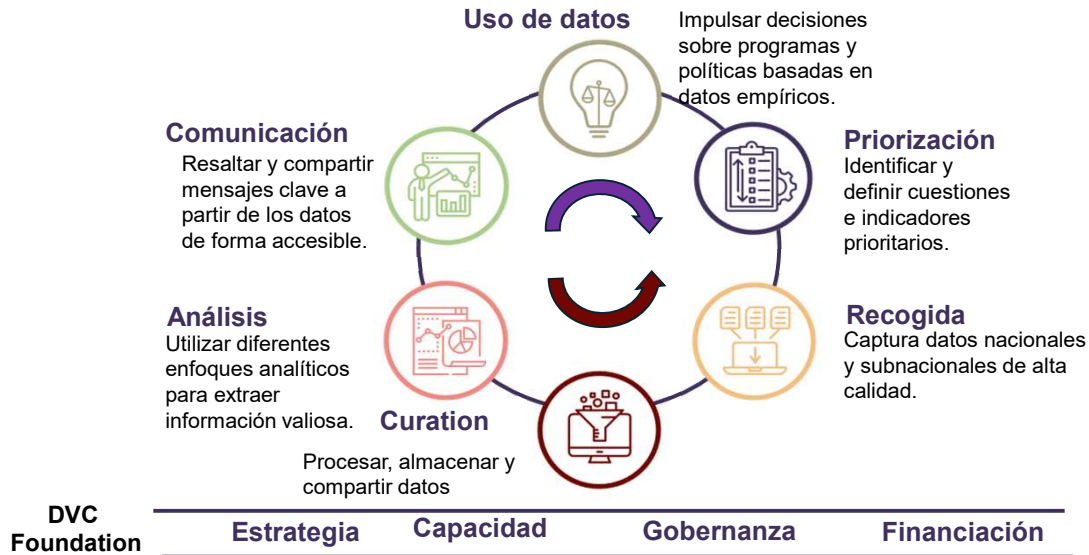 Uso de datos
Impulsar decisiones
sobre programas y
políticas basadas en
datos empíricos.
Priorización
Identificar y
definir cuestiones
e indicadores
prioritarios.
Recogida
Captura datos nacionales
y subnacionales de alta
calidad.
Curation
Procesar, almacenar y
compartir datos
Análisis
Utilizar diferentes
enfoques analíticos
para extraer
información valiosa.
Comunicación
Resaltar y compartir
mensajes clave a
partir de los datos
de forma accesible.
DVC
Foundation
Estrategia
Capacidad
Gobernanza
Financiación